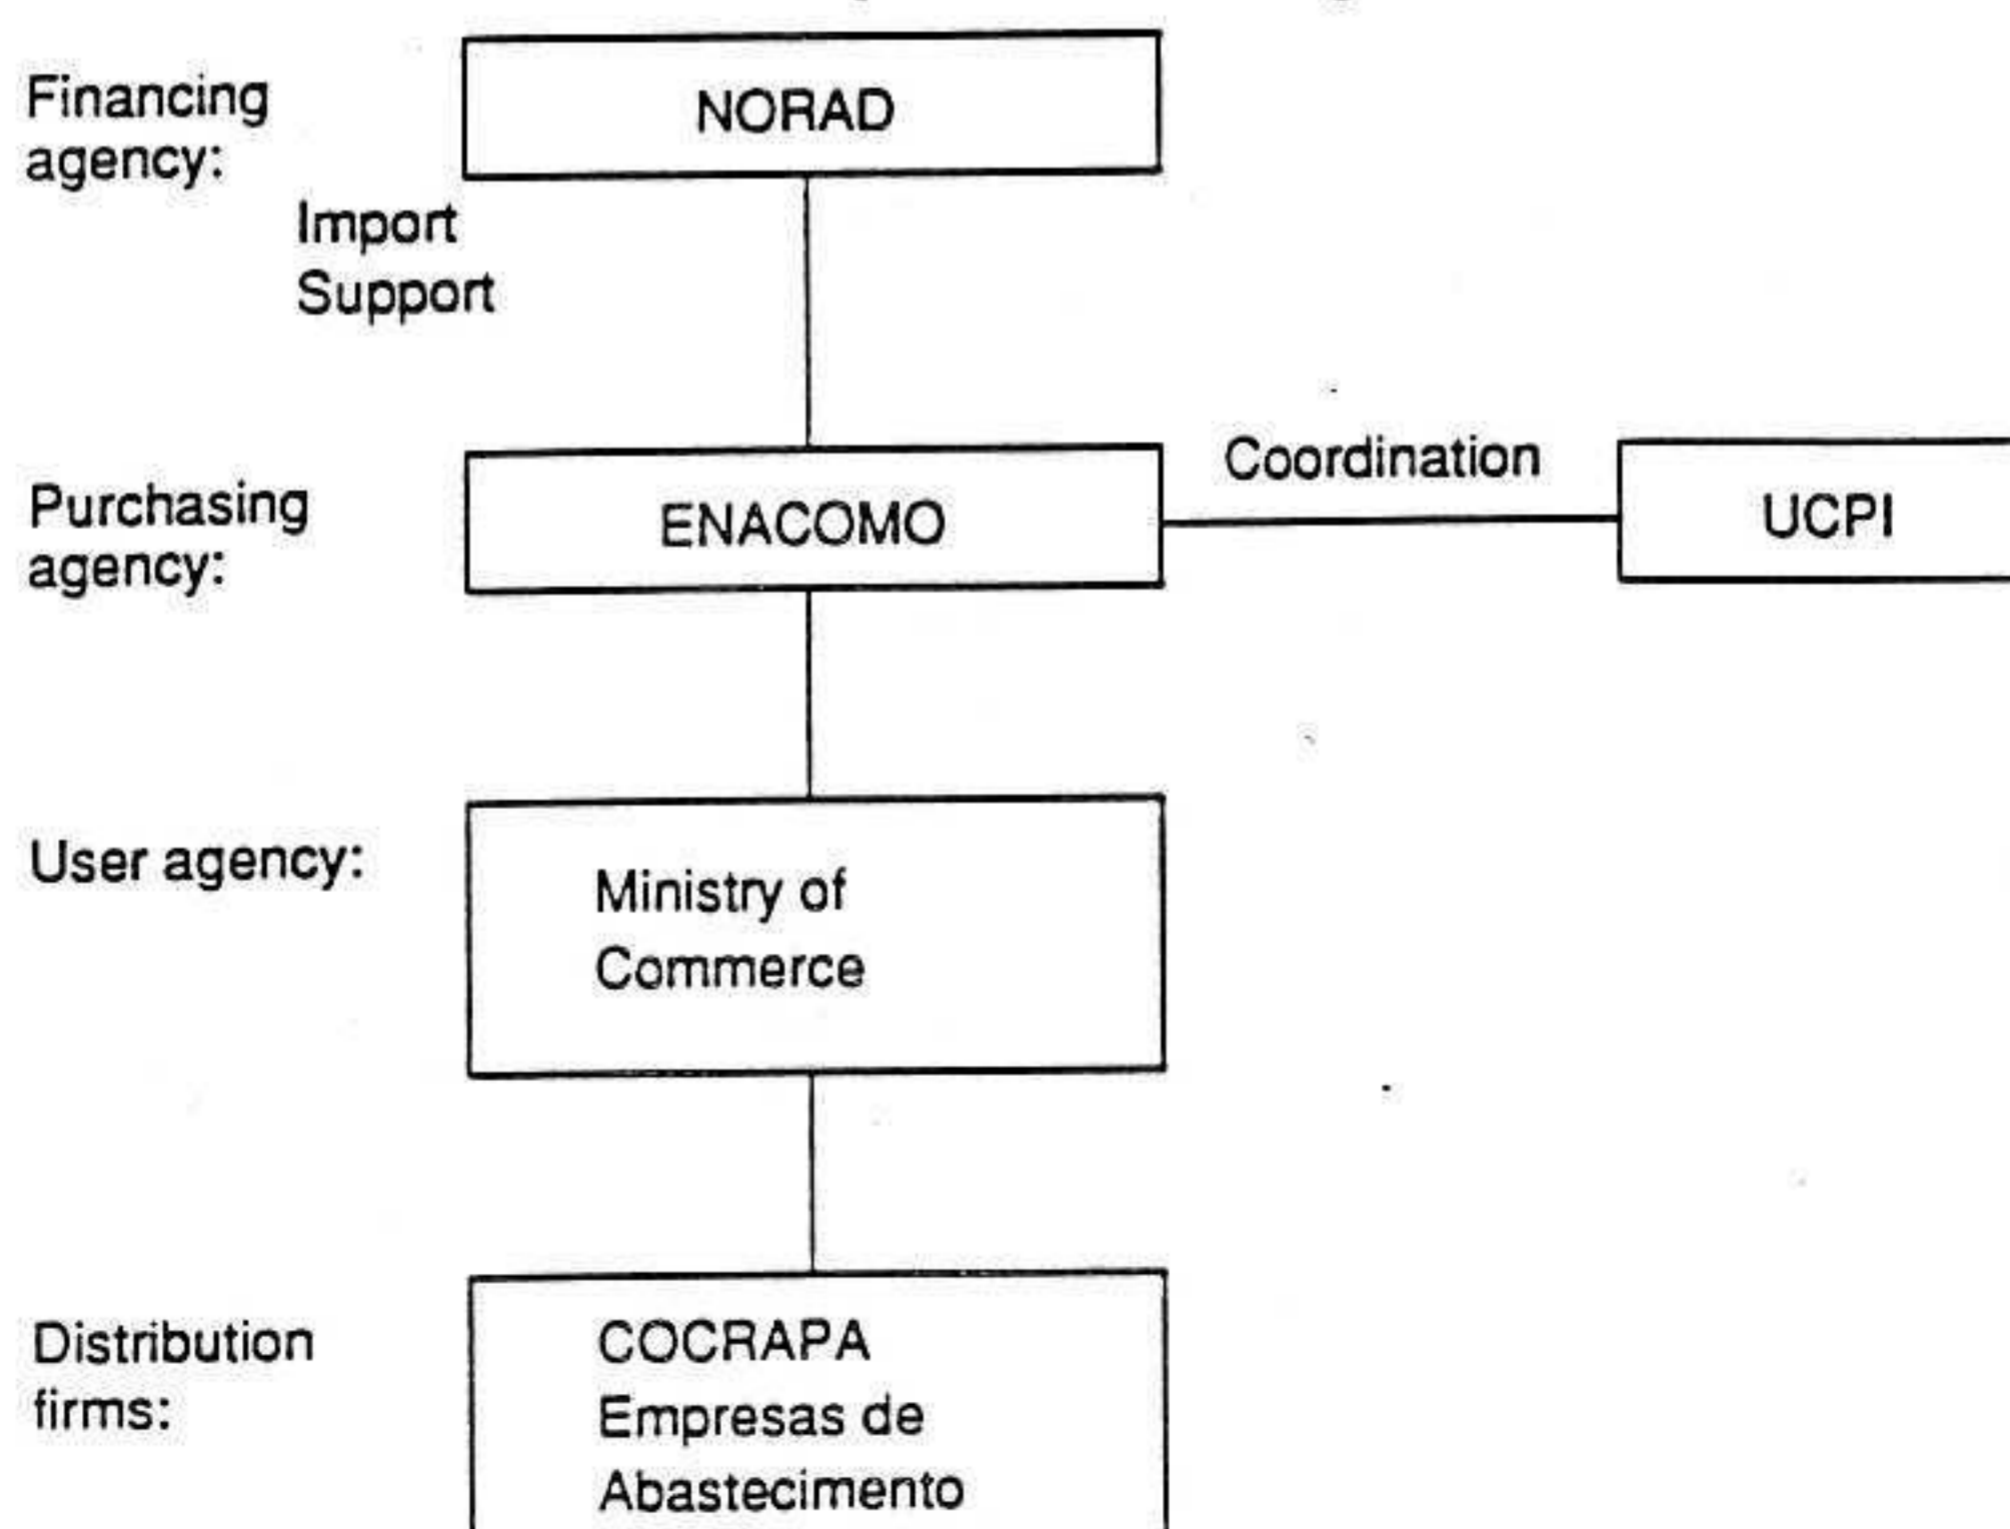 Financing
agency:
NORAD
Import
Support
Purchasing
agency:
ENACOMO
Coordination
UCPI
User agency:
Ministry of
Commerce
Distribution
firms:
COCRAPA
Empresas de
Abastecimento